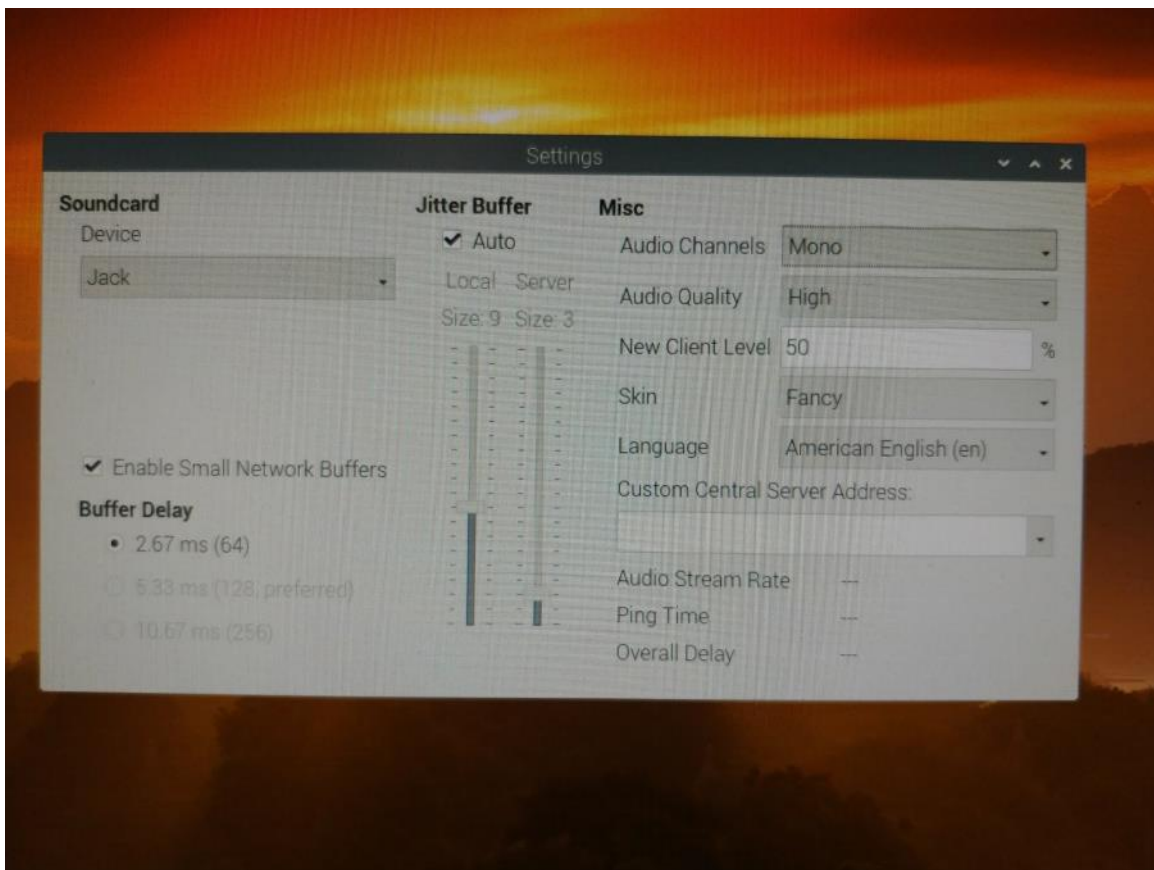 Settings
Soundcard
Device
Jack
Enable Small Network Buffers
Buffer Delay
2.67 ms (64)
5.33 ms (128, preferred)
10.67 ms (256)
Jitter Buffer
Auto
Local Server
Size: 9 Size: 3
Misc
Audio Channels Mono
Audio Quality High
New Client Level 50 %
Skin Fancy
Language American English (en)
Custom Central Server Address:
Audio Stream Rate ---
Ping Time ---
Overall Delay ---